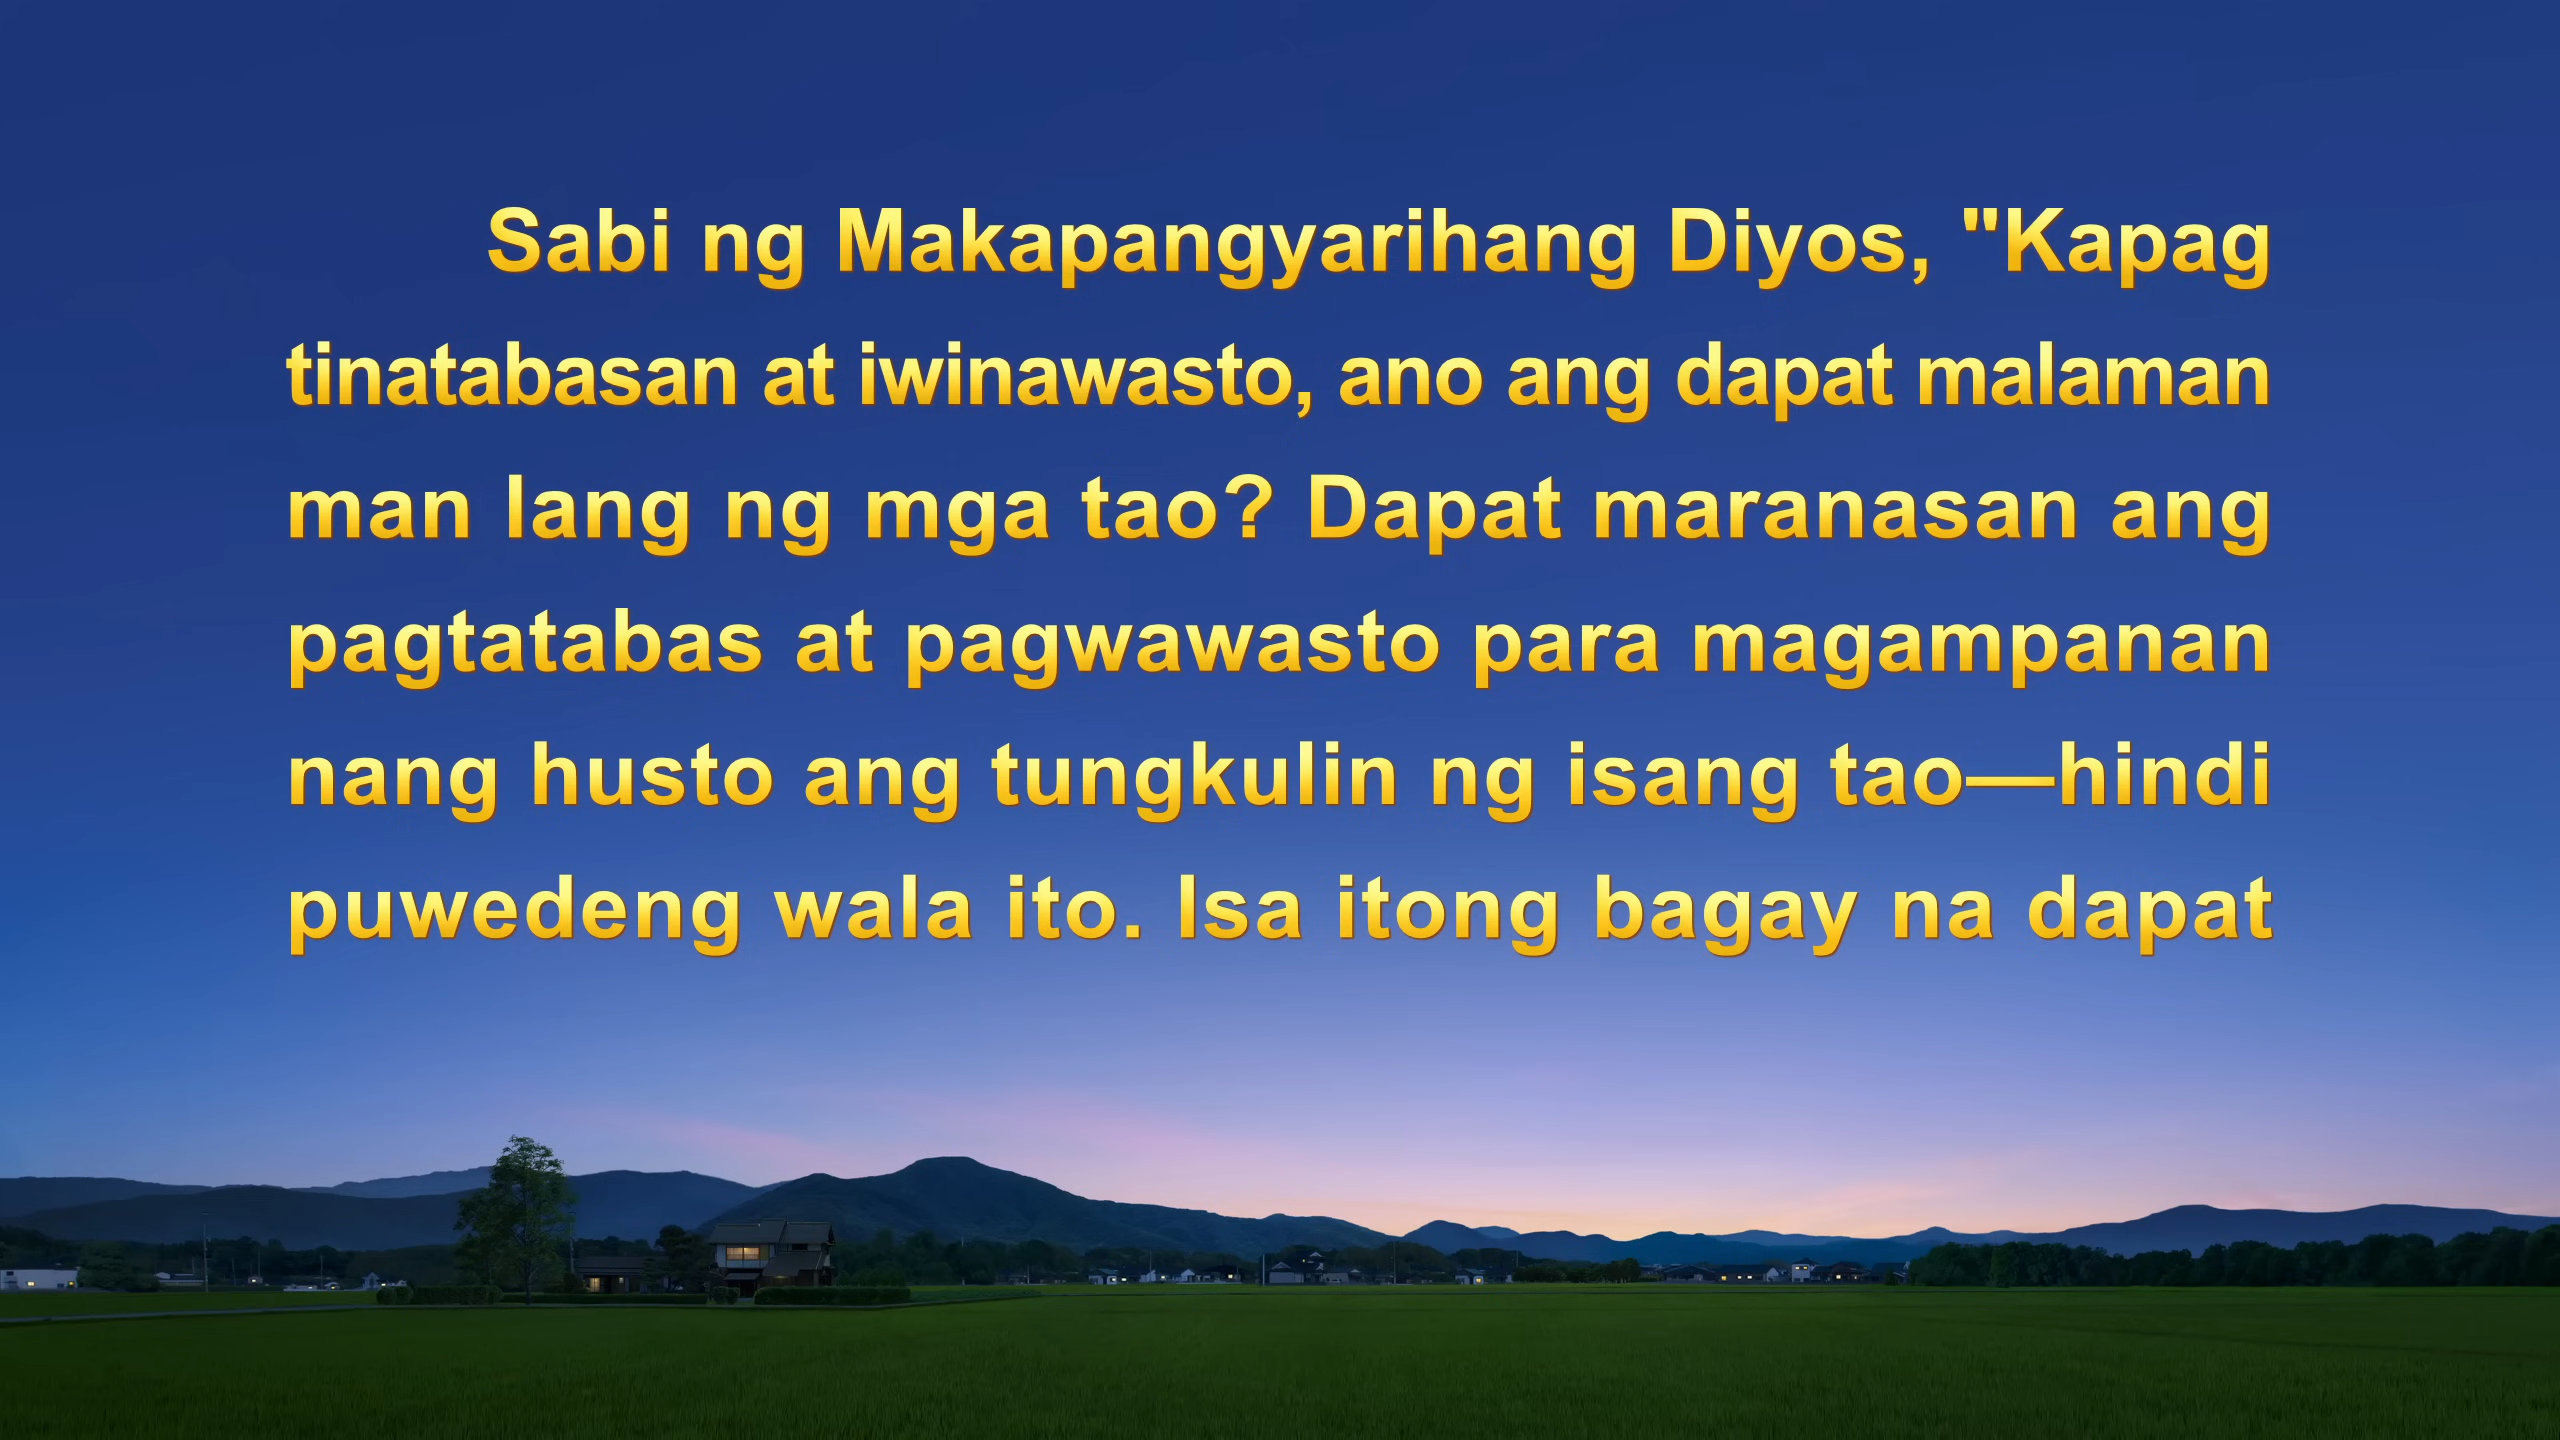 Sabi ng Makapangyarihang Diyos, "Kapag
tinatabasan at iwinawasto, ano ang dapat malaman
man lang ng mga tao? Dapat maranasan ang
pagtatabas at pagwawasto para magampanan
nang husto ang tungkulin ng isang tao—hindi
puwedeng wala ito. Isa itong bagay na dapat